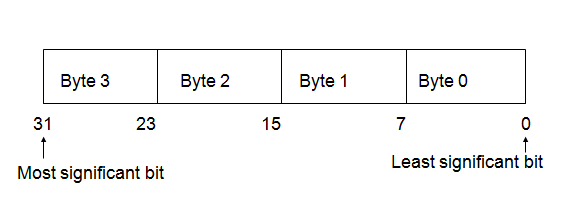 Byte 3 Byte 2 Byte 1 Byte 0
31 23 15 7 0
Most significant bit Least significant bit